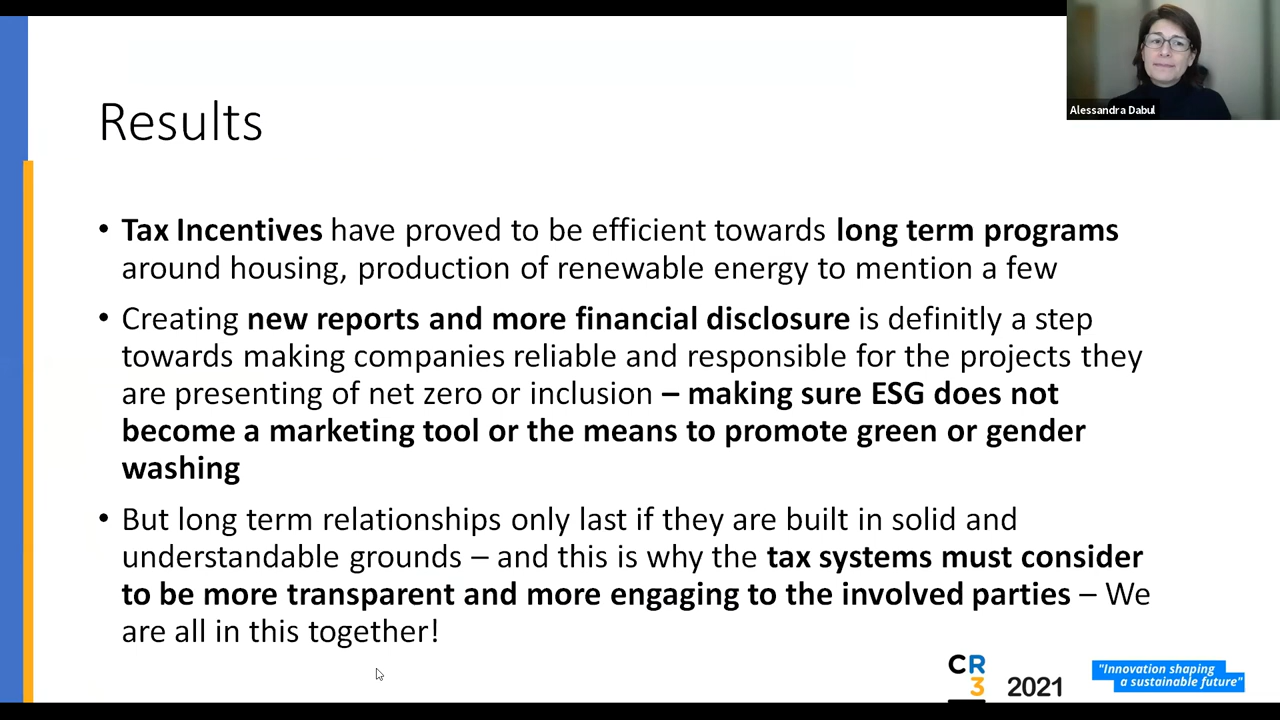 Alessandra Dabul
Results
• Tax Incentives have proved to be efficient towards long term programs
around housing, production of renewable energy to mention a few
• Creating new reports and more financial disclosure is definitly a step
towards making companies reliable and responsible for the projects they
are presenting of net zero or inclusion – making sure ESG does not
become a marketing tool or the means to promote green or gender
washing
• But long term relationships only last if they are built in solid and
understandable grounds – and this is why the tax systems must consider
to be more transparent and more engaging to the involved parties – We
are all in this together!
CR
3
2021
"Innovation shaping
a sustainable future"